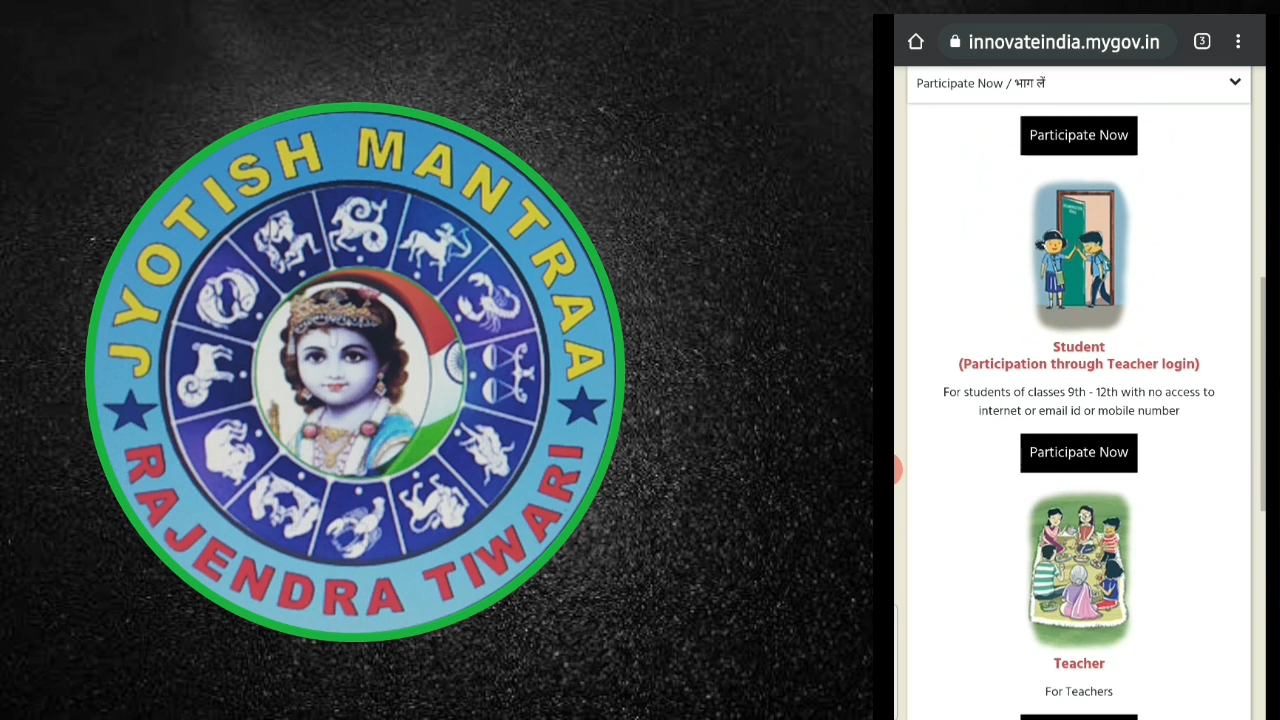 JYOTISH MANTRAA
RAJENDRA TIWARI
innovateindia.mygov.in
3
Participate Now / भाग लें
Participate Now
Student
(Participation through Teacher login)
For students of classes 9th - 12th with no access to
internet or email id or mobile number
Participate Now
Teacher
For Teachers